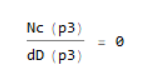 Nc (p3)
dD (p3)
= 0